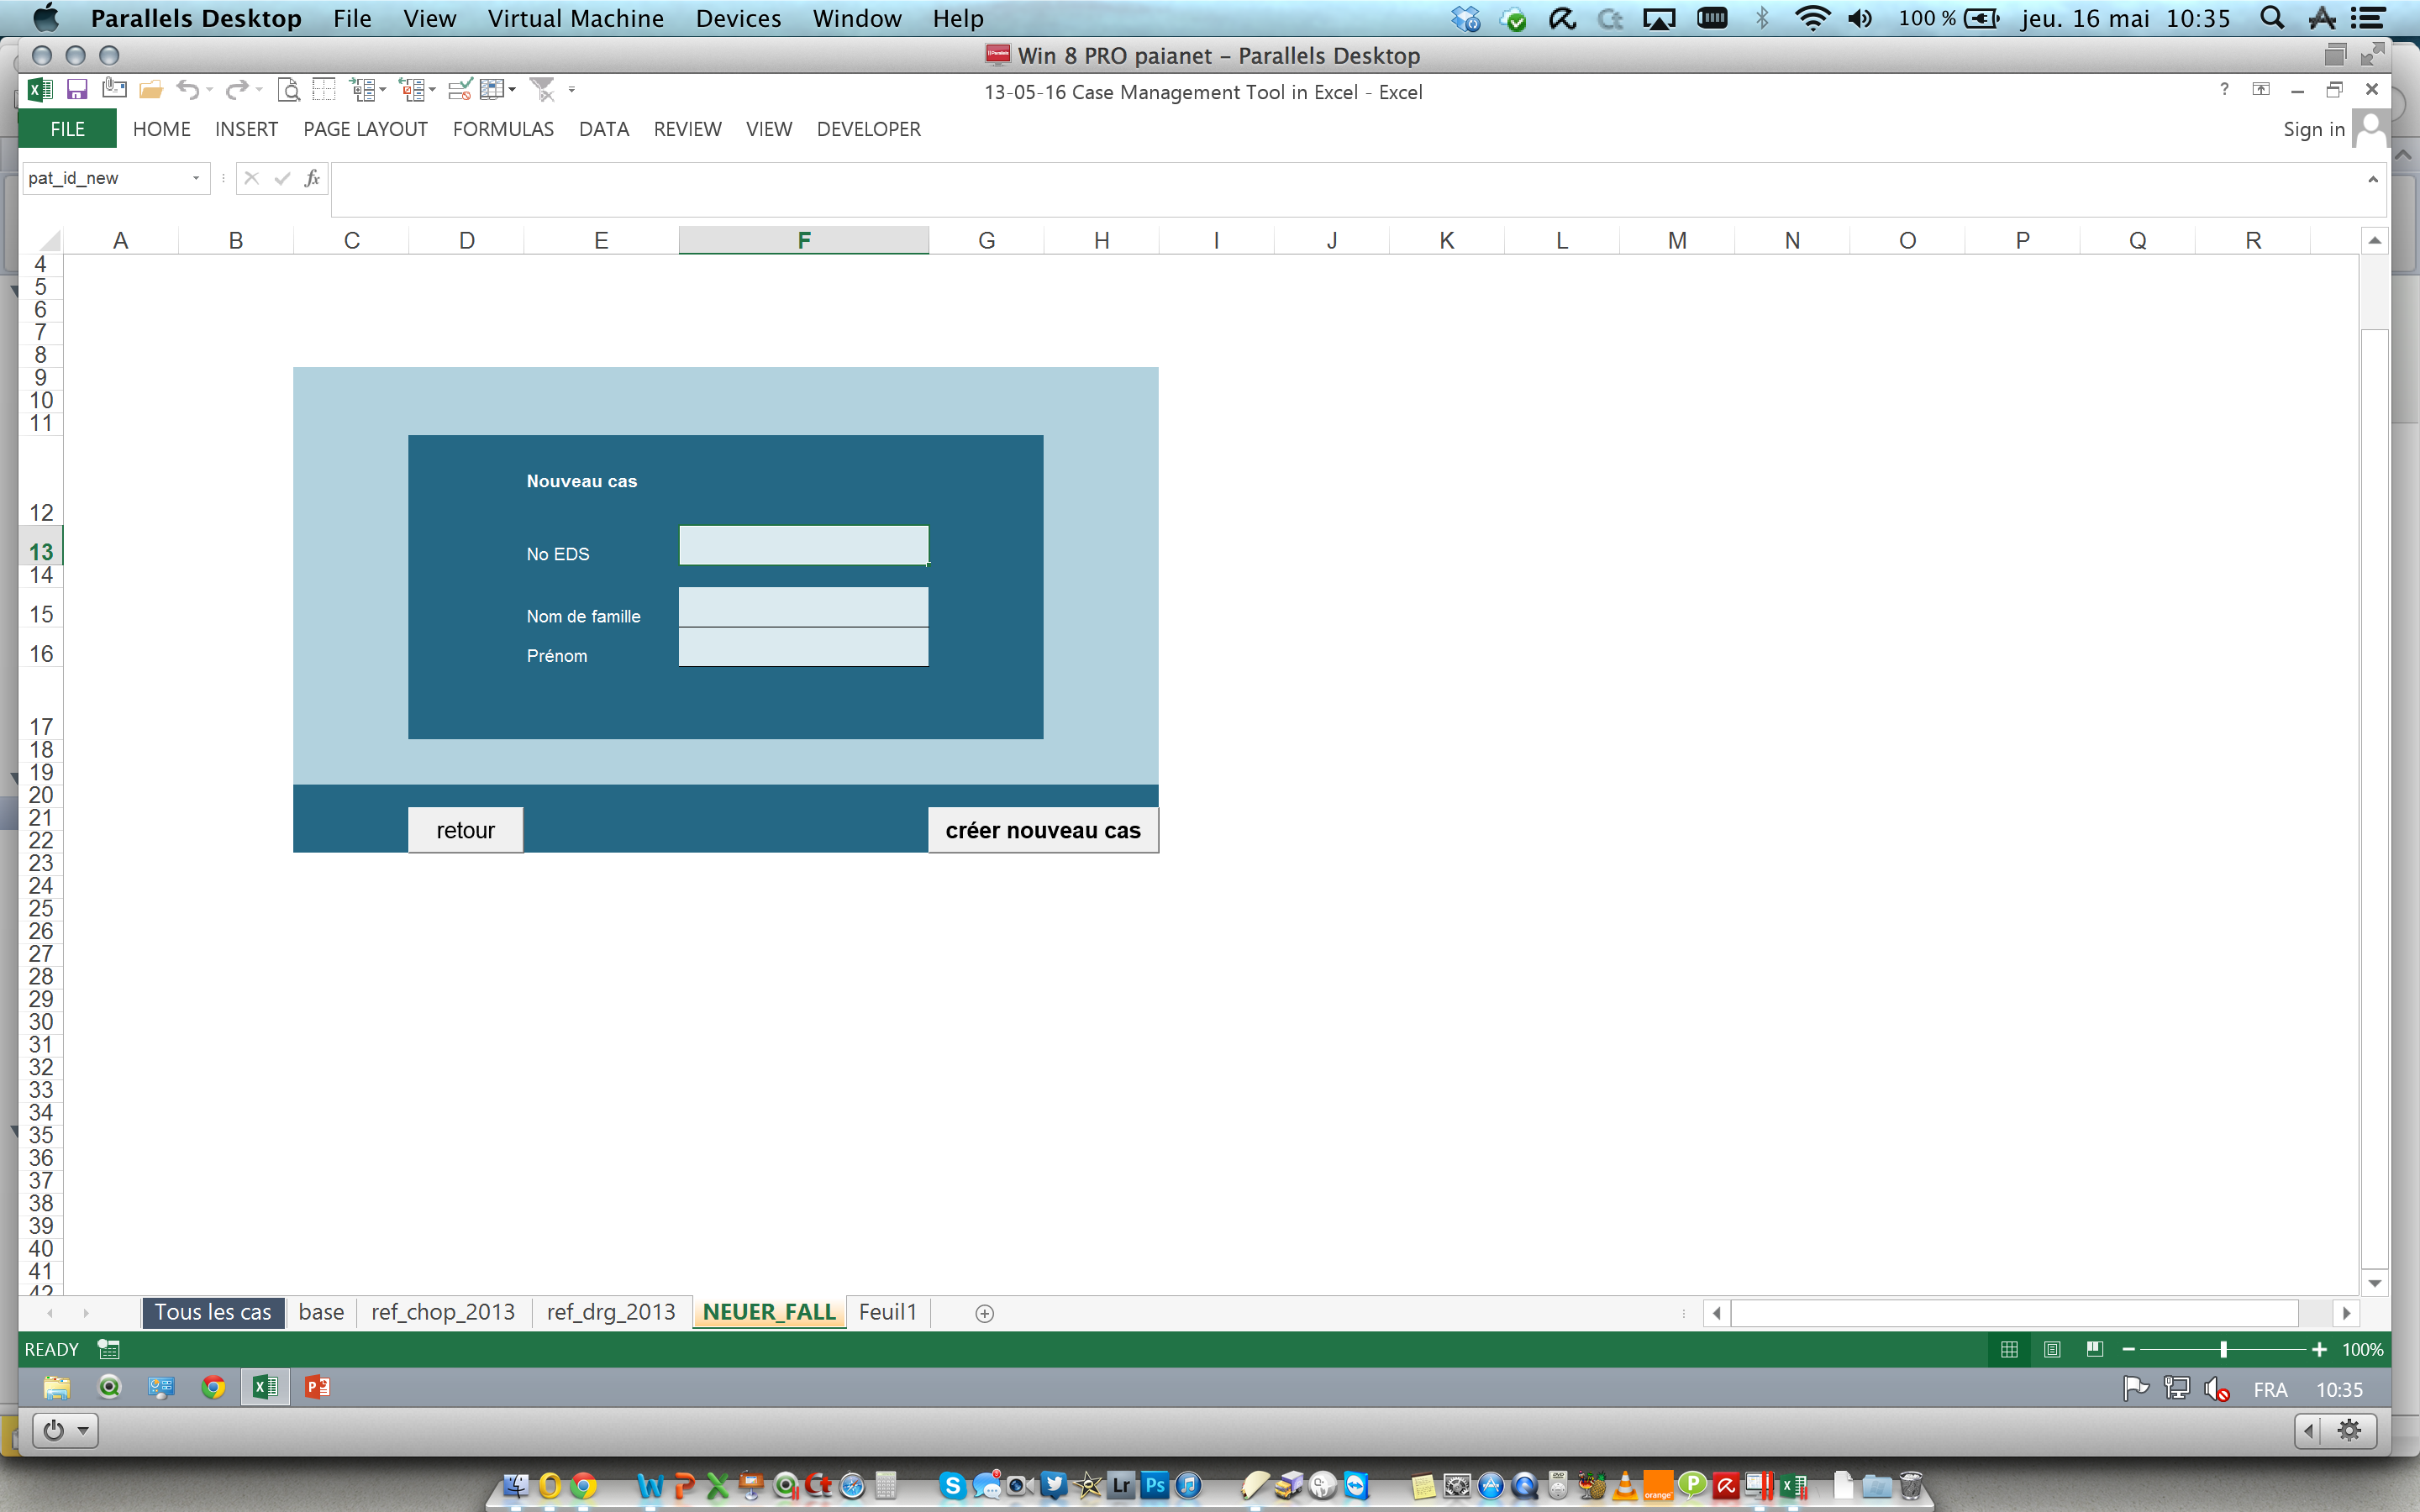 Parallels Desktop File View Virtual Machine Devices Window Help 100 % jeu. 16 mai 10:35
Win 8 PRO paianet – Parallels Desktop
13-05-16 Case Management Tool in Excel - Excel ?
FILE HOME INSERT PAGE LAYOUT FORMULAS DATA REVIEW VIEW DEVELOPER Sign in
pat_id_new fx
A B C D E F G H I J K L M N O P Q R
4
5
6
7
8
9
10
11
Nouveau cas
12
13 No EDS
14
15 Nom de famille
16 Prénom
17
18
19
20
21
retour créer nouveau cas
22
23
24
25
26
27
28
29
30
31
32
33
34
35
36
37
38
39
40
41
42
Tous les cas base ref_chop_2013 ref_drg_2013 NEUER_FALL Feuil1
READY 100%
FRA 10:35
Lr Ps
orange